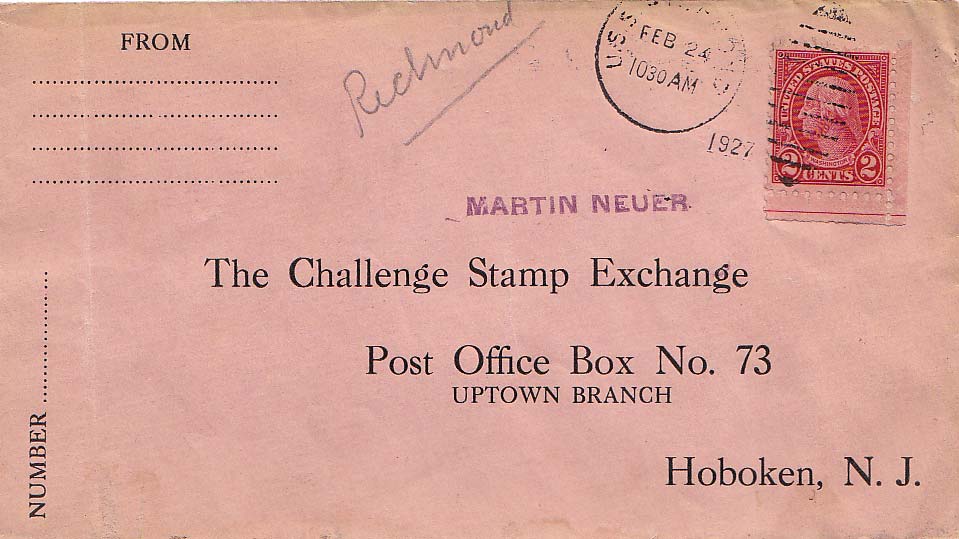 FROM
Richmond
FEB 24
1030 AM
1927
UNITED STATES POSTAGE
WASHINGTON
2 CENTS 2
MARTIN NEUER
The Challenge Stamp Exchange
Post Office Box No. 73
UPTOWN BRANCH
Hoboken, N. J.
NUMBER